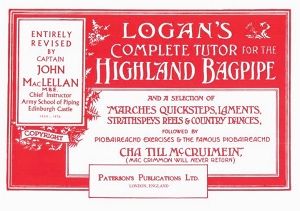 ENTIRELY
REVISED
BY
CAPTAIN
JOHN
MACLELLAN
M.B.E.
Chief Instructor
Army School of Piping
Edinburgh Castle
COPYRIGHT
LOGAN'S
COMPLETE TUTOR FOR THE
HIGHLAND BAGPIPE
AND A SELECTION OF
MARCHES QUICKSTEPS, LAMENTS,
STRATHSPEYS REELS & COUNTRY DANCES,
FOLLOWED BY
PIOBAIREACHD EXERCISES & THE FAMOUS PIOBAIREACHD
CHA TILL MCCRUIMEIN,
(MAC CRIMMON WILL NEVER RETURN)
PATERSON'S PUBLICATIONS LTD.
LONDON, ENGLAND